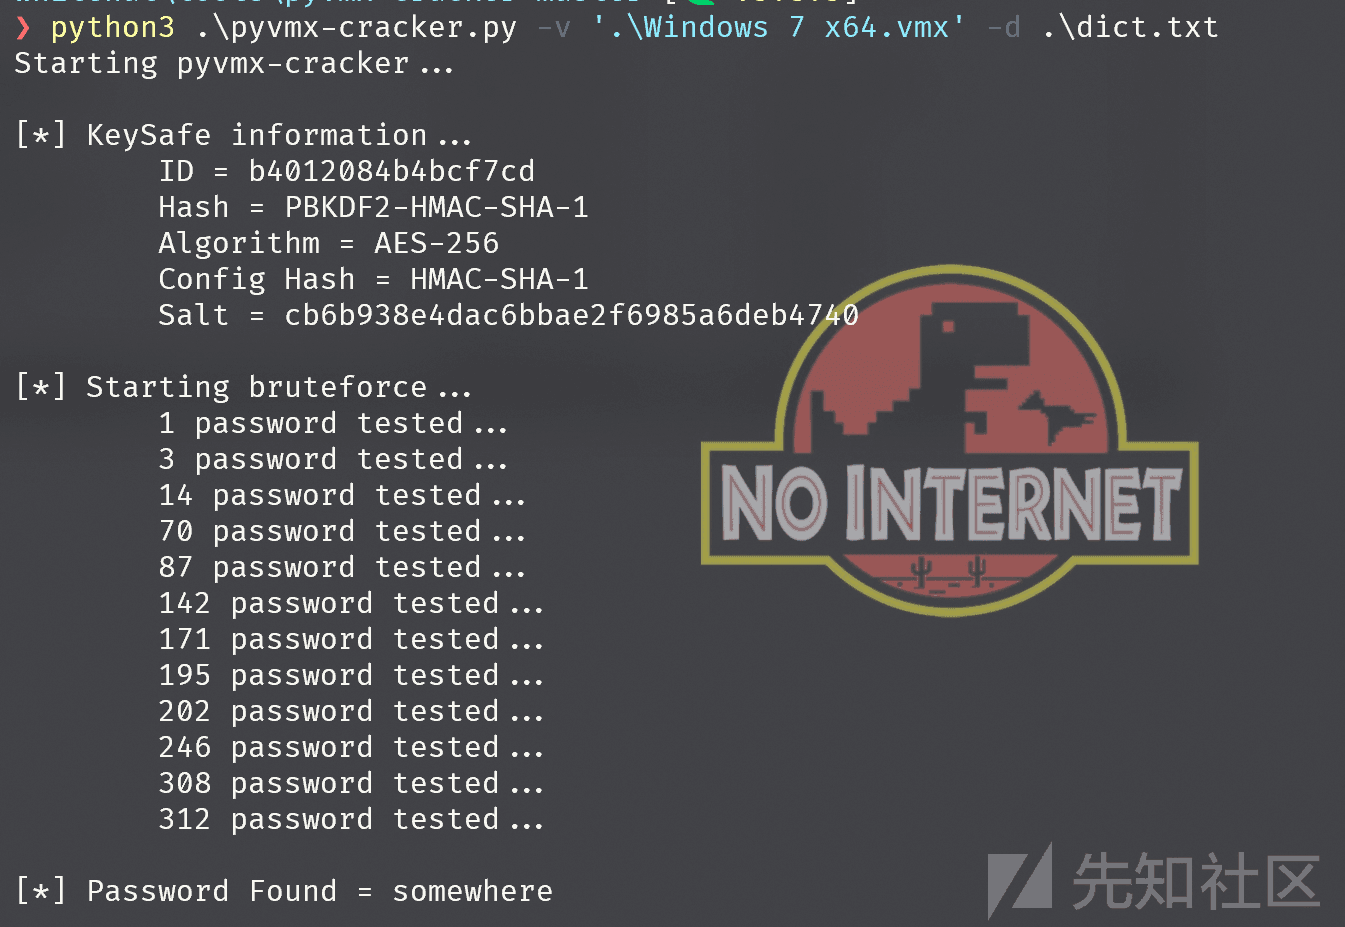 ❯ python3 .\pyvmx-cracker.py -v '.\Windows 7 x64.vmx' -d .\dict.txt
Starting pyvmx-cracker...
[*] KeySafe information...
ID = b4012084b4bcf7cd
Hash = PBKDF2-HMAC-SHA-1
Algorithm = AES-256
Config Hash = HMAC-SHA-1
Salt = cb6b938e4dac6bbae2f6985a6deb4740
[*] Starting bruteforce...
1 password tested...
3 password tested...
14 password tested...
70 password tested...
87 password tested...
142 password tested...
171 password tested...
195 password tested...
202 password tested...
246 password tested...
308 password tested...
312 password tested...
[*] Password Found = somewhere
NO INTERNET
先知社区